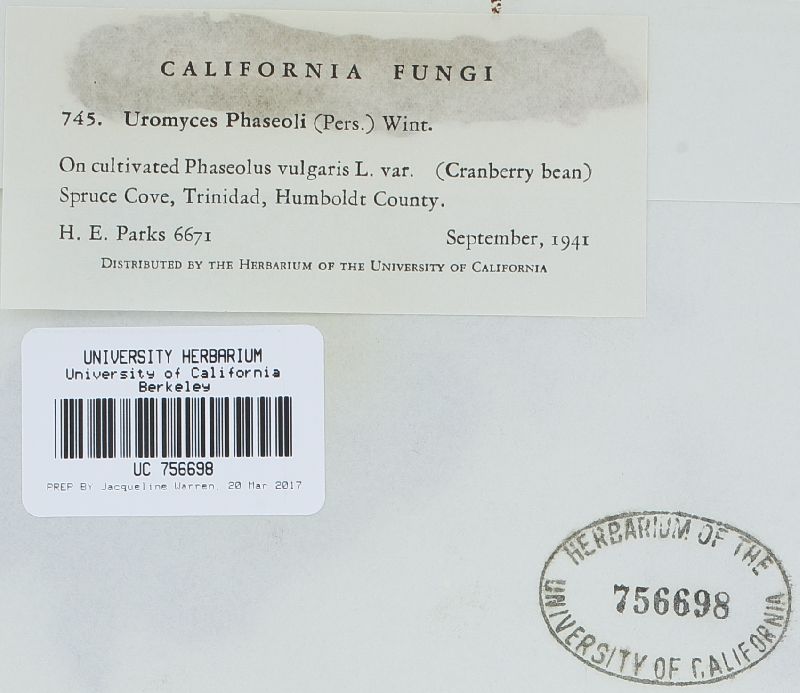 CALIFORNIA FUNGI
745. Uromyces Phaseoli (Pers.) Wint.
On cultivated Phaseolus vulgaris L. var. (Cranberry bean)
Spruce Cove, Trinidad, Humboldt County.
H. E. Parks 6671 September, 1941
DISTRIBUTED BY THE HERBARIUM OF THE UNIVERSITY OF CALIFORNIA
UNIVERSITY HERBARIUM
University of California
Berkeley
UC 756698
PREP By Jacqueline Warren, 20 Mar 2017
HERBARIUM OF THE
756698
UNIVERSITY OF CALIFORNIA